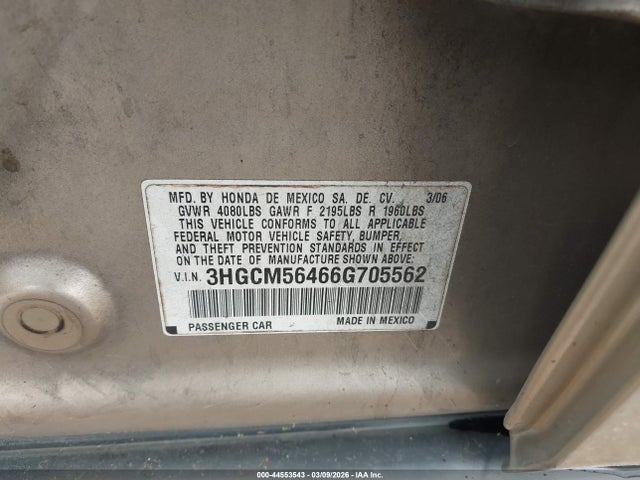 MFD. BY HONDA DE MEXICO SA. DE. CV. 3/06
GVWR 4080LBS GAWR F 2195LBS R 1960LBS
THIS VEHICLE CONFORMS TO ALL APPLICABLE
FEDERAL MOTOR VEHICLE SAFETY, BUMPER,
AND THEFT PREVENTION STANDARDS IN EFFECT
ON THE DATE OF MANUFACTURE SHOWN ABOVE:
V.I.N. 3HGCM56466G705562
PASSENGER CAR MADE IN MEXICO
000-44553543 | 03/09/2026 | IAA Inc.